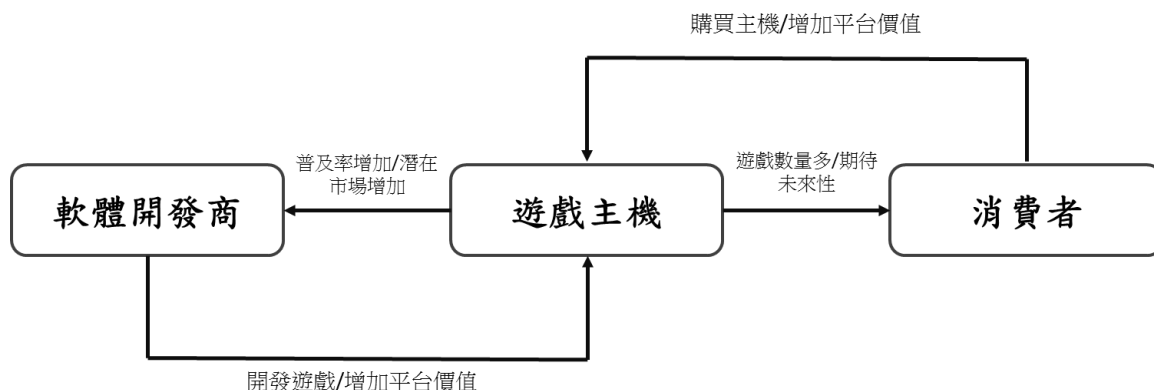 購買主機/增加平台價值
普及率增加/潛在
市場增加
遊戲數量多/期待
未來性
軟體開發商
遊戲主機
消費者
開發遊戲/增加平台價值